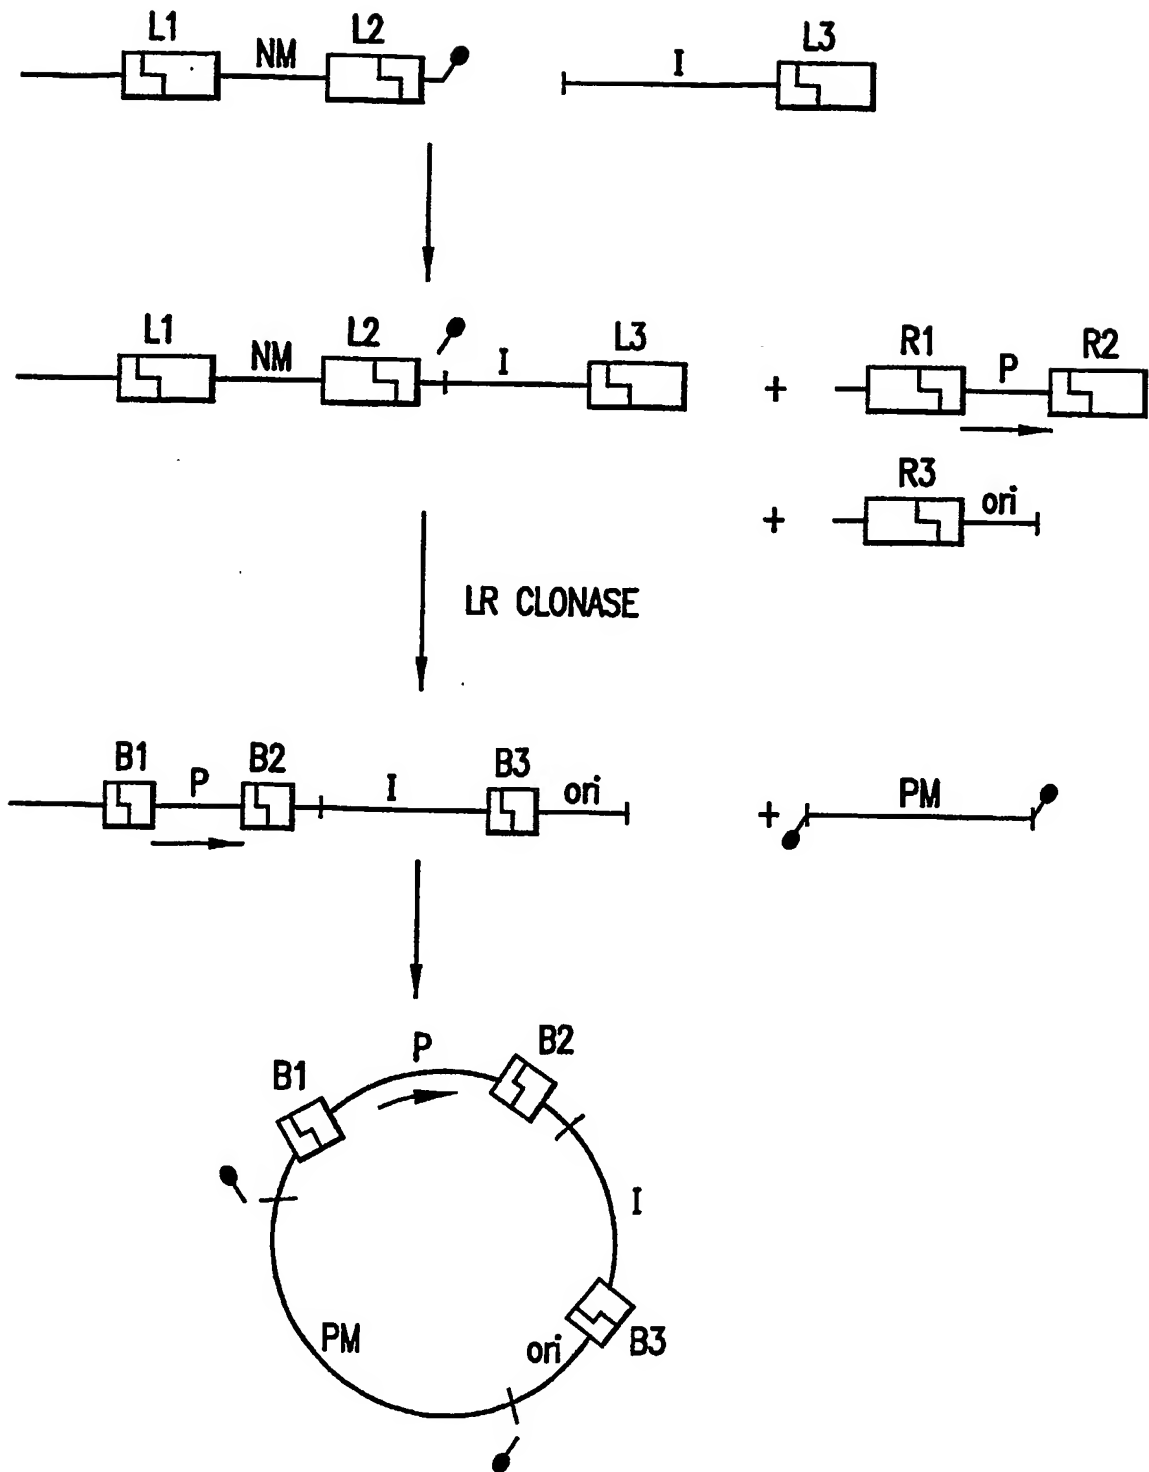 L1 NM L2 I L3
L1 NM L2 I L3 + R1 P R2
+ R3 ori
LR CLONASE
B1 P B2 I B3 ori + PM
P
B2
B1
I
PM
ori
B3